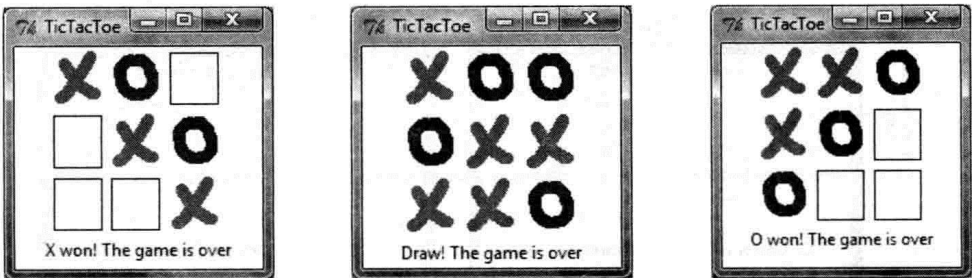 TicTacToe
X O
X O
X
X won! The game is over
TicTacToe
X O O
O X X
X X O
Draw! The game is over
TicTacToe
X X O
X O
O
O won! The game is over